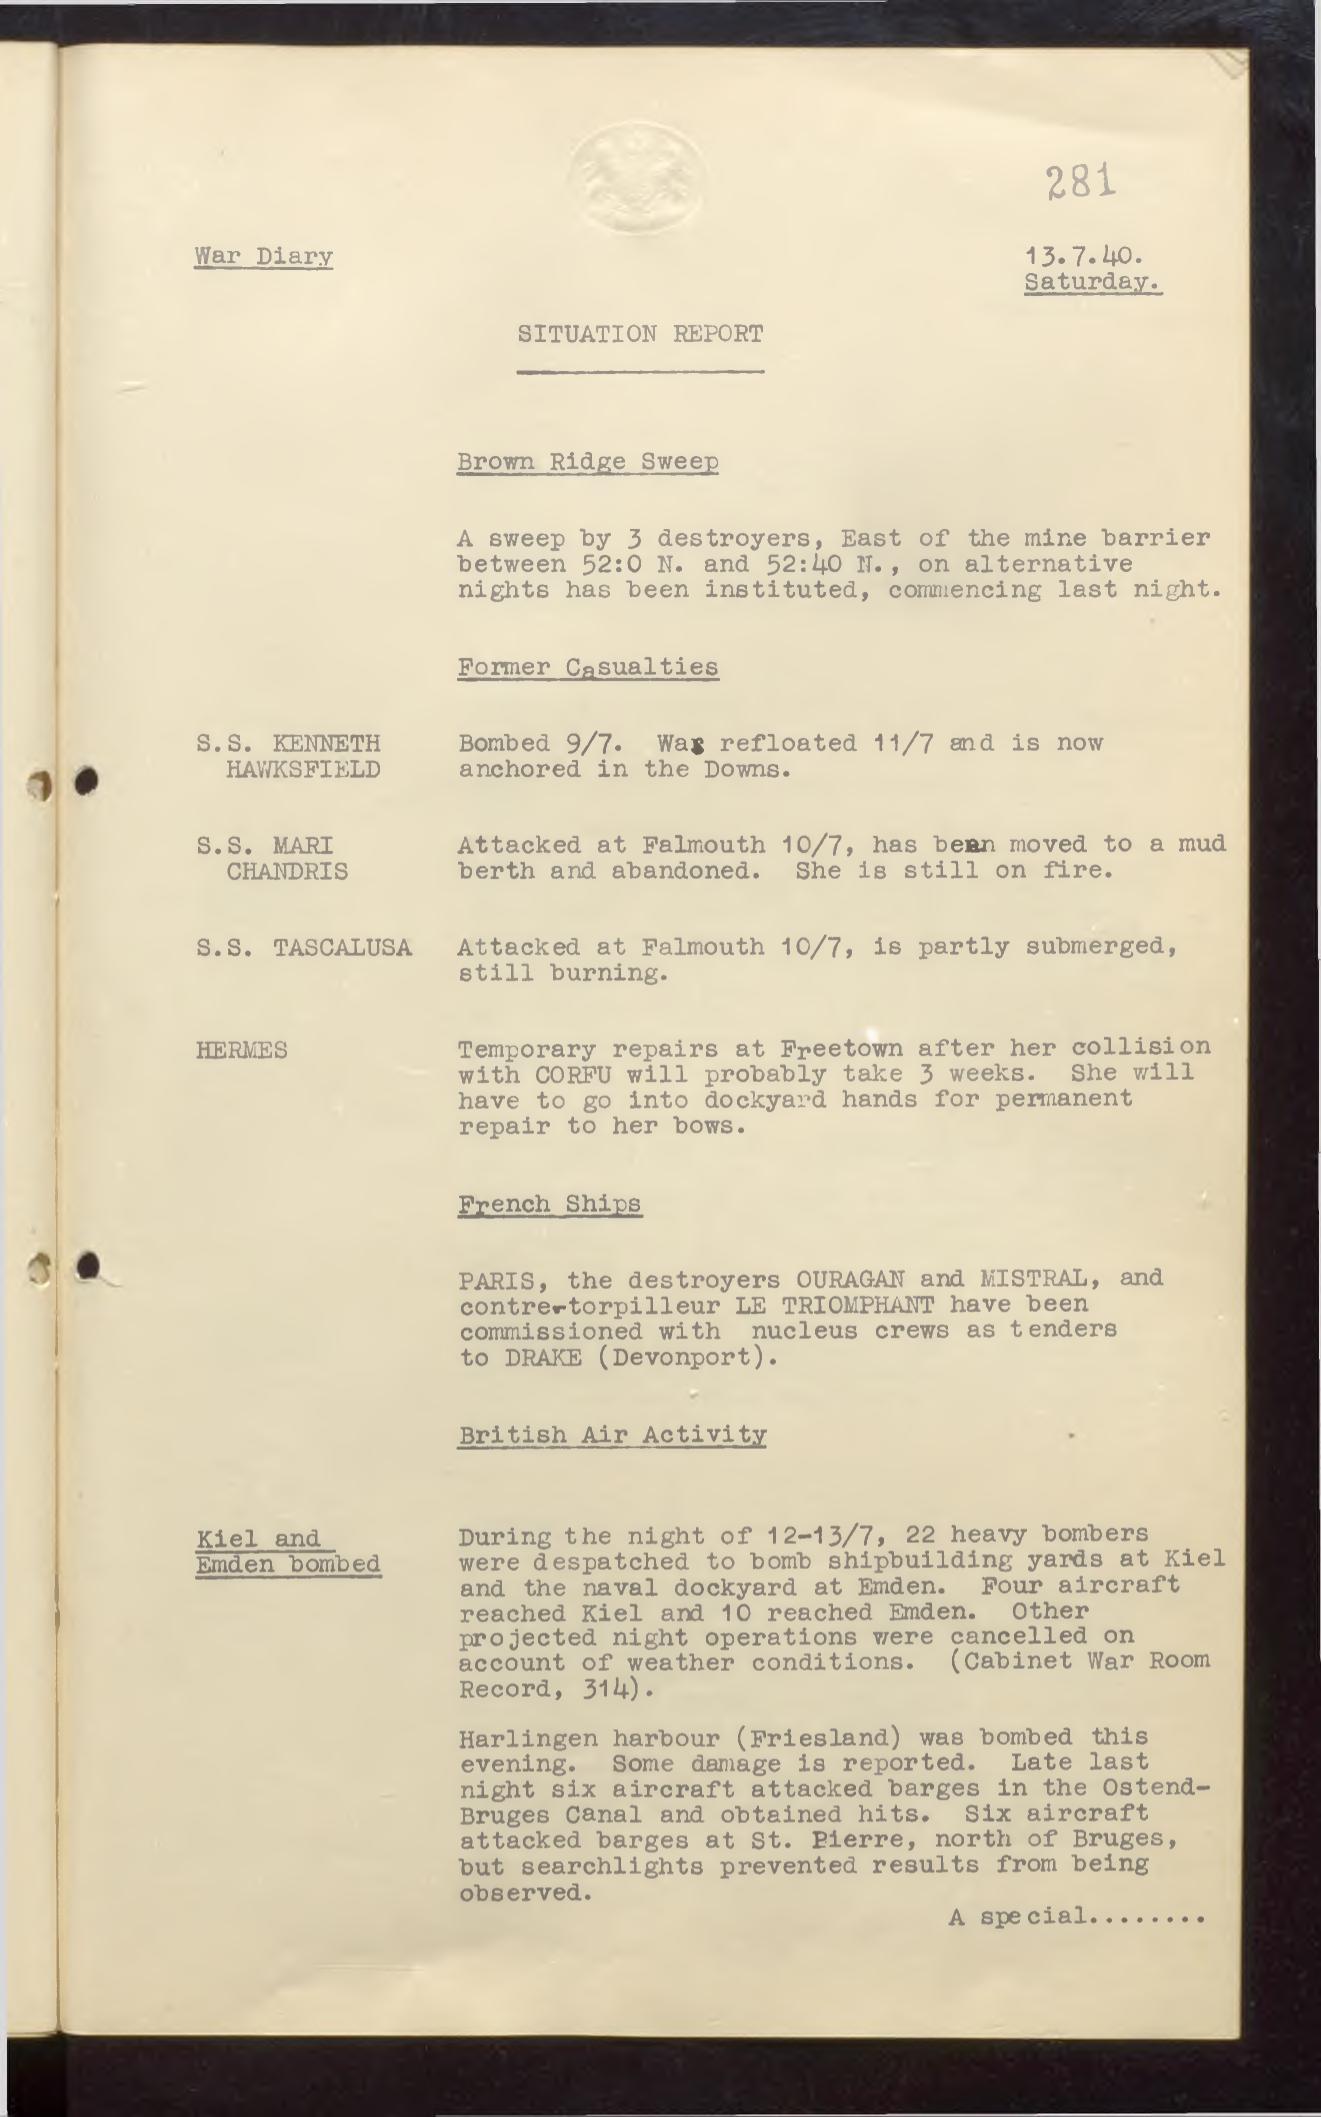 281
War Diary
13.7.40.
Saturday.
SITUATION REPORT
Brown Ridge Sweep
A sweep by 3 destroyers, East of the mine barrier
between 52:0 N. and 52:40 N., on alternative
nights has been instituted, commencing last night.
Former Casualties
S.S. KENNETH
HAWKSFIELD
Bombed 9/7. Was refloated 11/7 and is now
anchored in the Downs.
S.S. MARI
CHANDRIS
Attacked at Falmouth 10/7, has been moved to a mud
berth and abandoned. She is still on fire.
S.S. TASCALUSA
Attacked at Falmouth 10/7, is partly submerged,
still burning.
HERMES
Temporary repairs at Freetown after her collision
with CORFU will probably take 3 weeks. She will
have to go into dockyard hands for permanent
repair to her bows.
French Ships
PARIS, the destroyers OURAGAN and MISTRAL, and
contre-torpilleur LE TRIOMPHANT have been
commissioned with nucleus crews as tenders
to DRAKE (Devonport).
British Air Activity
Kiel and
Emden bombed
During the night of 12-13/7, 22 heavy bombers
were despatched to bomb shipbuilding yards at Kiel
and the naval dockyard at Emden. Four aircraft
reached Kiel and 10 reached Emden. Other
projected night operations were cancelled on
account of weather conditions. (Cabinet War Room
Record, 314).
Harlingen harbour (Friesland) was bombed this
evening. Some damage is reported. Late last
night six aircraft attacked barges in the Ostend-
Bruges Canal and obtained hits. Six aircraft
attacked barges at St. Pierre, north of Bruges,
but searchlights prevented results from being
observed.
A special........